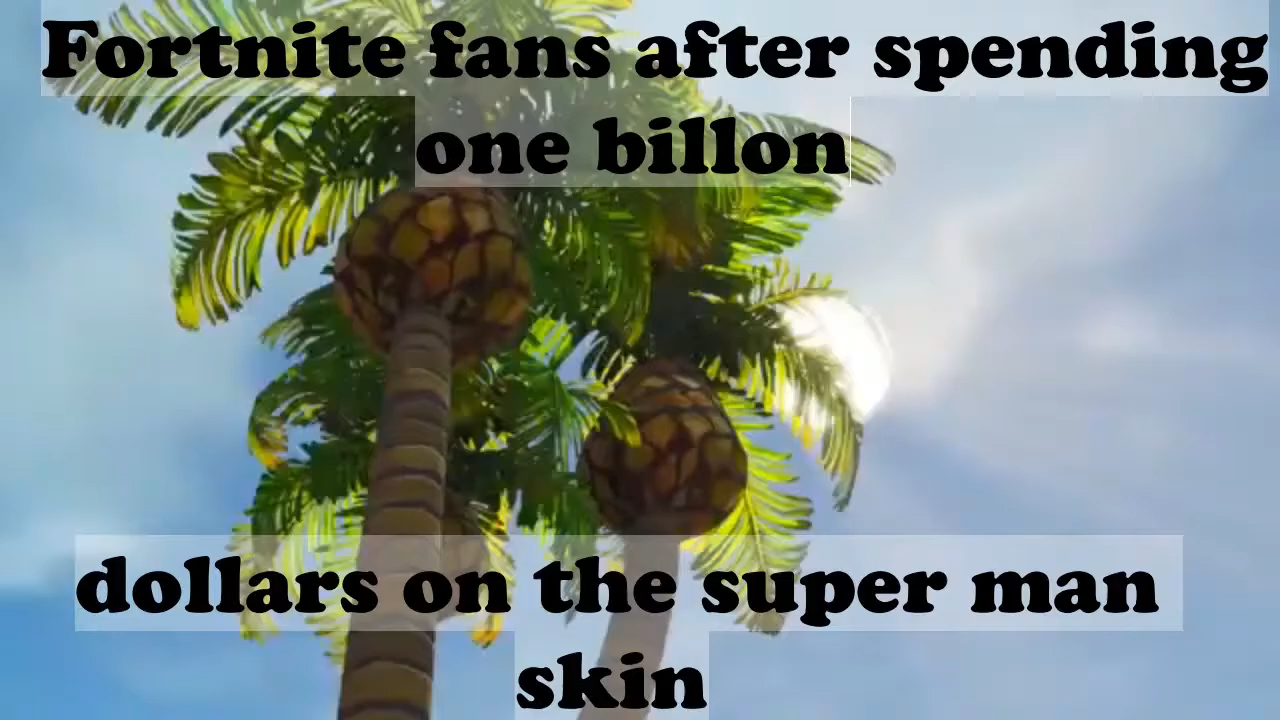 Fortnite fans after spending
one billon
dollars on the super man
skin